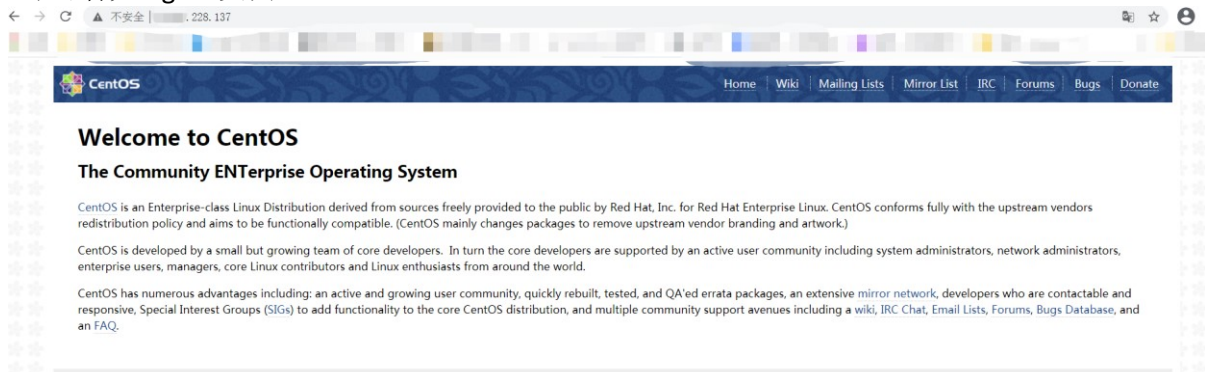 不安全 | .228.137
CentOS
Home Wiki Mailing Lists Mirror List IRC Forums Bugs Donate
Welcome to CentOS
The Community ENTerprise Operating System
CentOS is an Enterprise-class Linux Distribution derived from sources freely provided to the public by Red Hat, Inc. for Red Hat Enterprise Linux. CentOS conforms fully with the upstream vendors
redistribution policy and aims to be functionally compatible. (CentOS mainly changes packages to remove upstream vendor branding and artwork.)
CentOS is developed by a small but growing team of core developers. In turn the core developers are supported by an active user community including system administrators, network administrators,
enterprise users, managers, core Linux contributors and Linux enthusiasts from around the world.
CentOS has numerous advantages including: an active and growing user community, quickly rebuilt, tested, and QA'ed errata packages, an extensive mirror network, developers who are contactable and
responsive, Special Interest Groups (SIGs) to add functionality to the core CentOS distribution, and multiple community support avenues including a wiki, IRC Chat, Email Lists, Forums, Bugs Database, and
an FAQ.